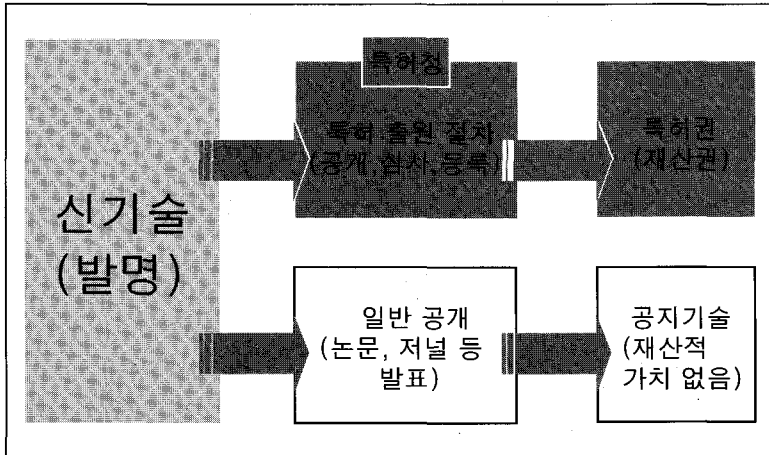 특허청
특허 출원 절차
(공개,심사,등록)
특허권
(재산권)
신기술
(발명)
일반 공개
(논문, 저널 등
발표)
공지기술
(재산적
가치 없음)